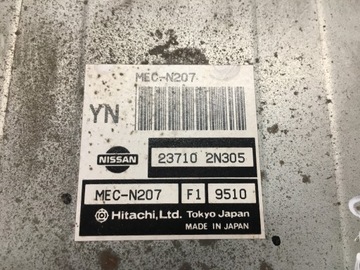 MEC-N207
YN
NISSAN
23710 2N305
MEC-N207 F1 9510
Hitachi, Ltd. Tokyo Japan
MADE IN JAPAN